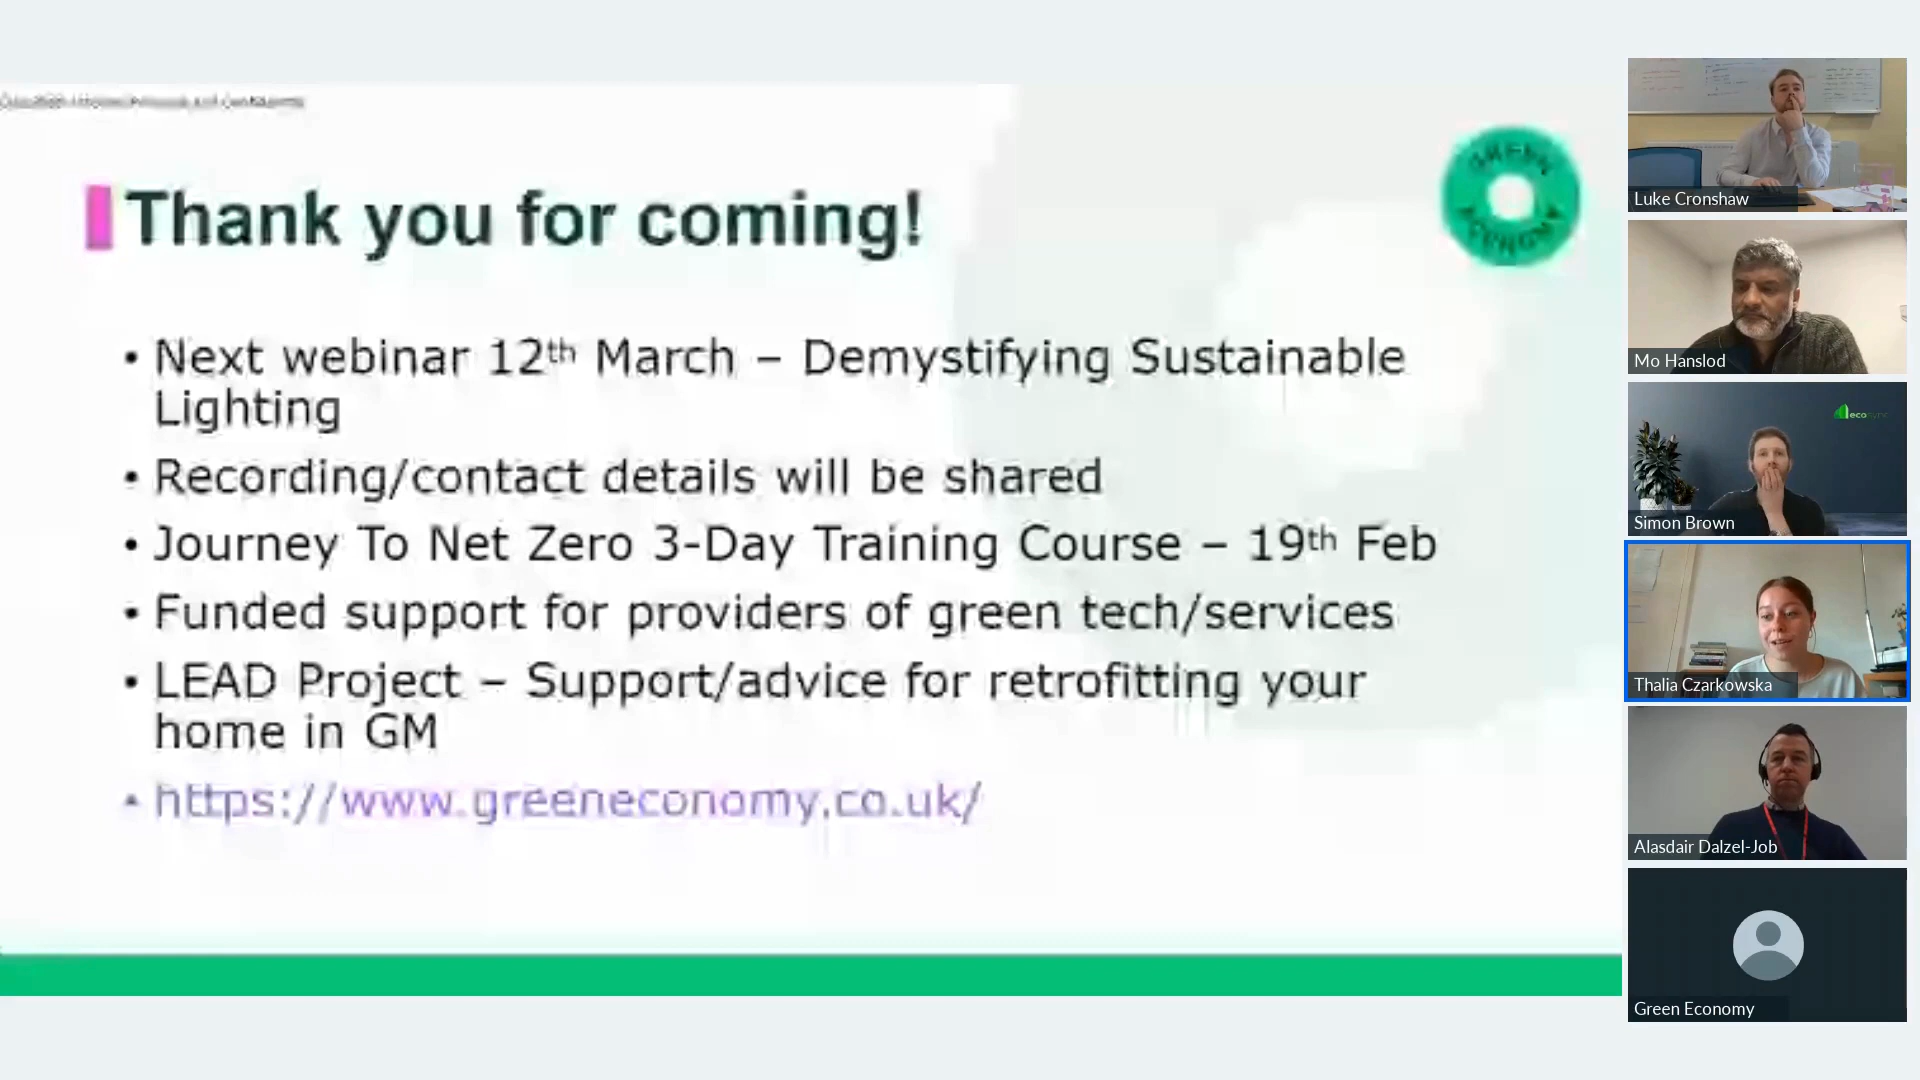 Thank you for coming!
GREEN
ECONOMY
• Next webinar 12th March – Demystifying Sustainable
Lighting
• Recording/contact details will be shared
• Journey To Net Zero 3-Day Training Course – 19th Feb
• Funded support for providers of green tech/services
• LEAD Project – Support/advice for retrofitting your
home in GM
• https://www.greeneconomy.co.uk/
Luke Cronshaw
Mo Hanslod
ecosync
Simon Brown
Thalia Czarkowska
Alasdair Dalzel-Job
Green Economy